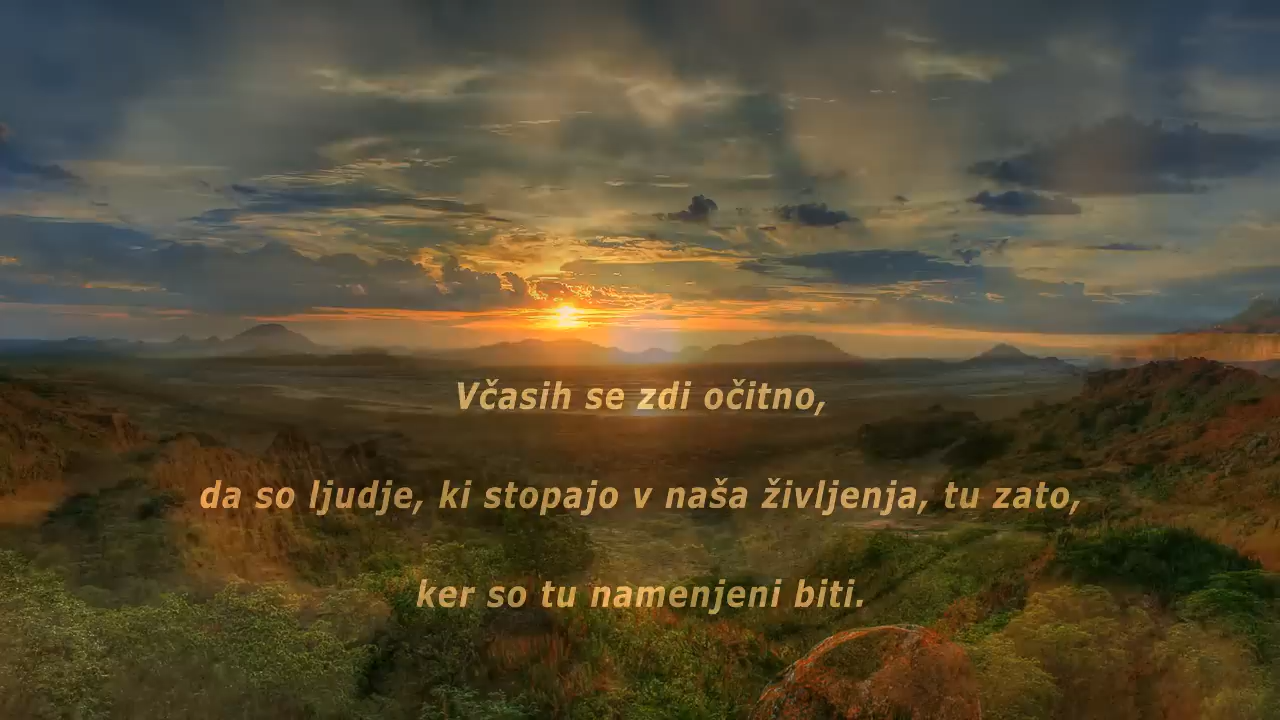 Včasih se zdi očitno,
da so ljudje, ki stopajo v naša življenja, tu zato,
ker so tu namenjeni biti.